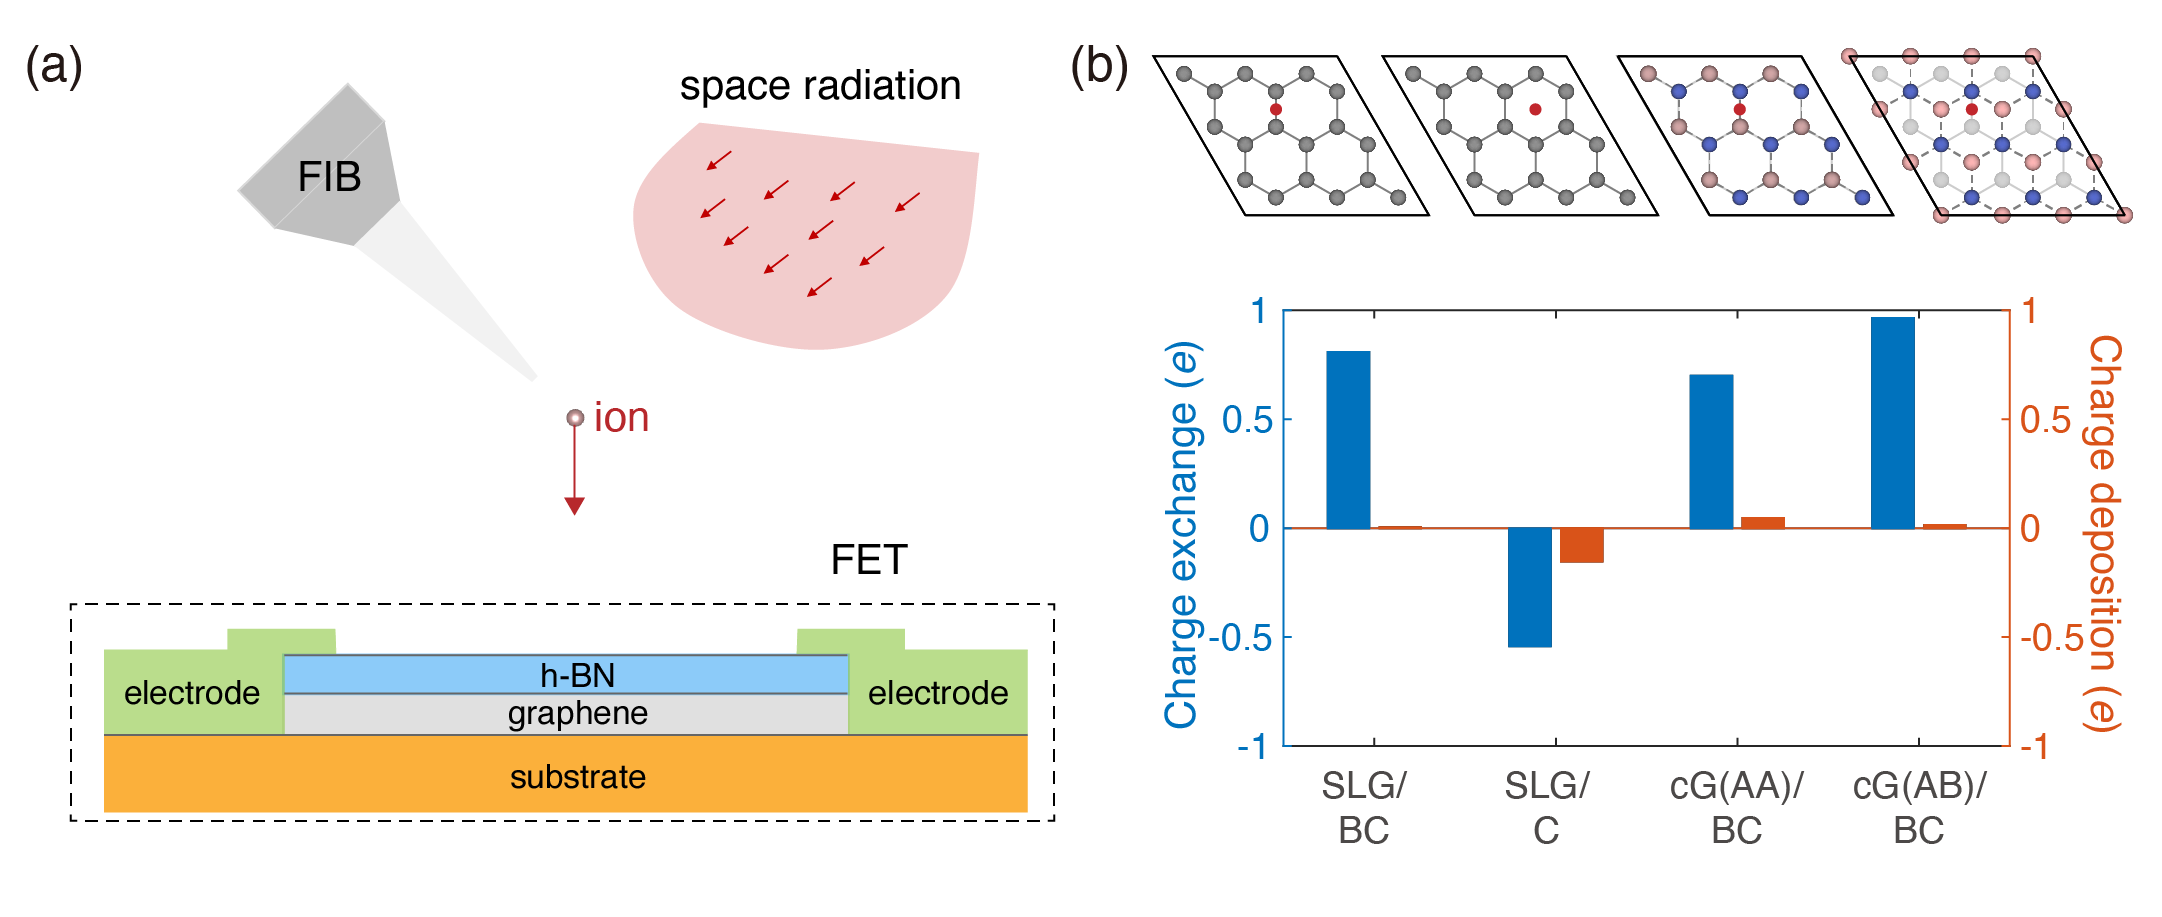 (a)
FIB
space radiation
ion
FET
h-BN
electrode
electrode
graphene
substrate
(b)
1
0.5
0
-0.5
-1
Charge exchange (e)
1
0.5
0
-0.5
-1
Charge deposition (e)
SLG/
BC
SLG/
C
cG(AA)/
BC
cG(AB)/
BC